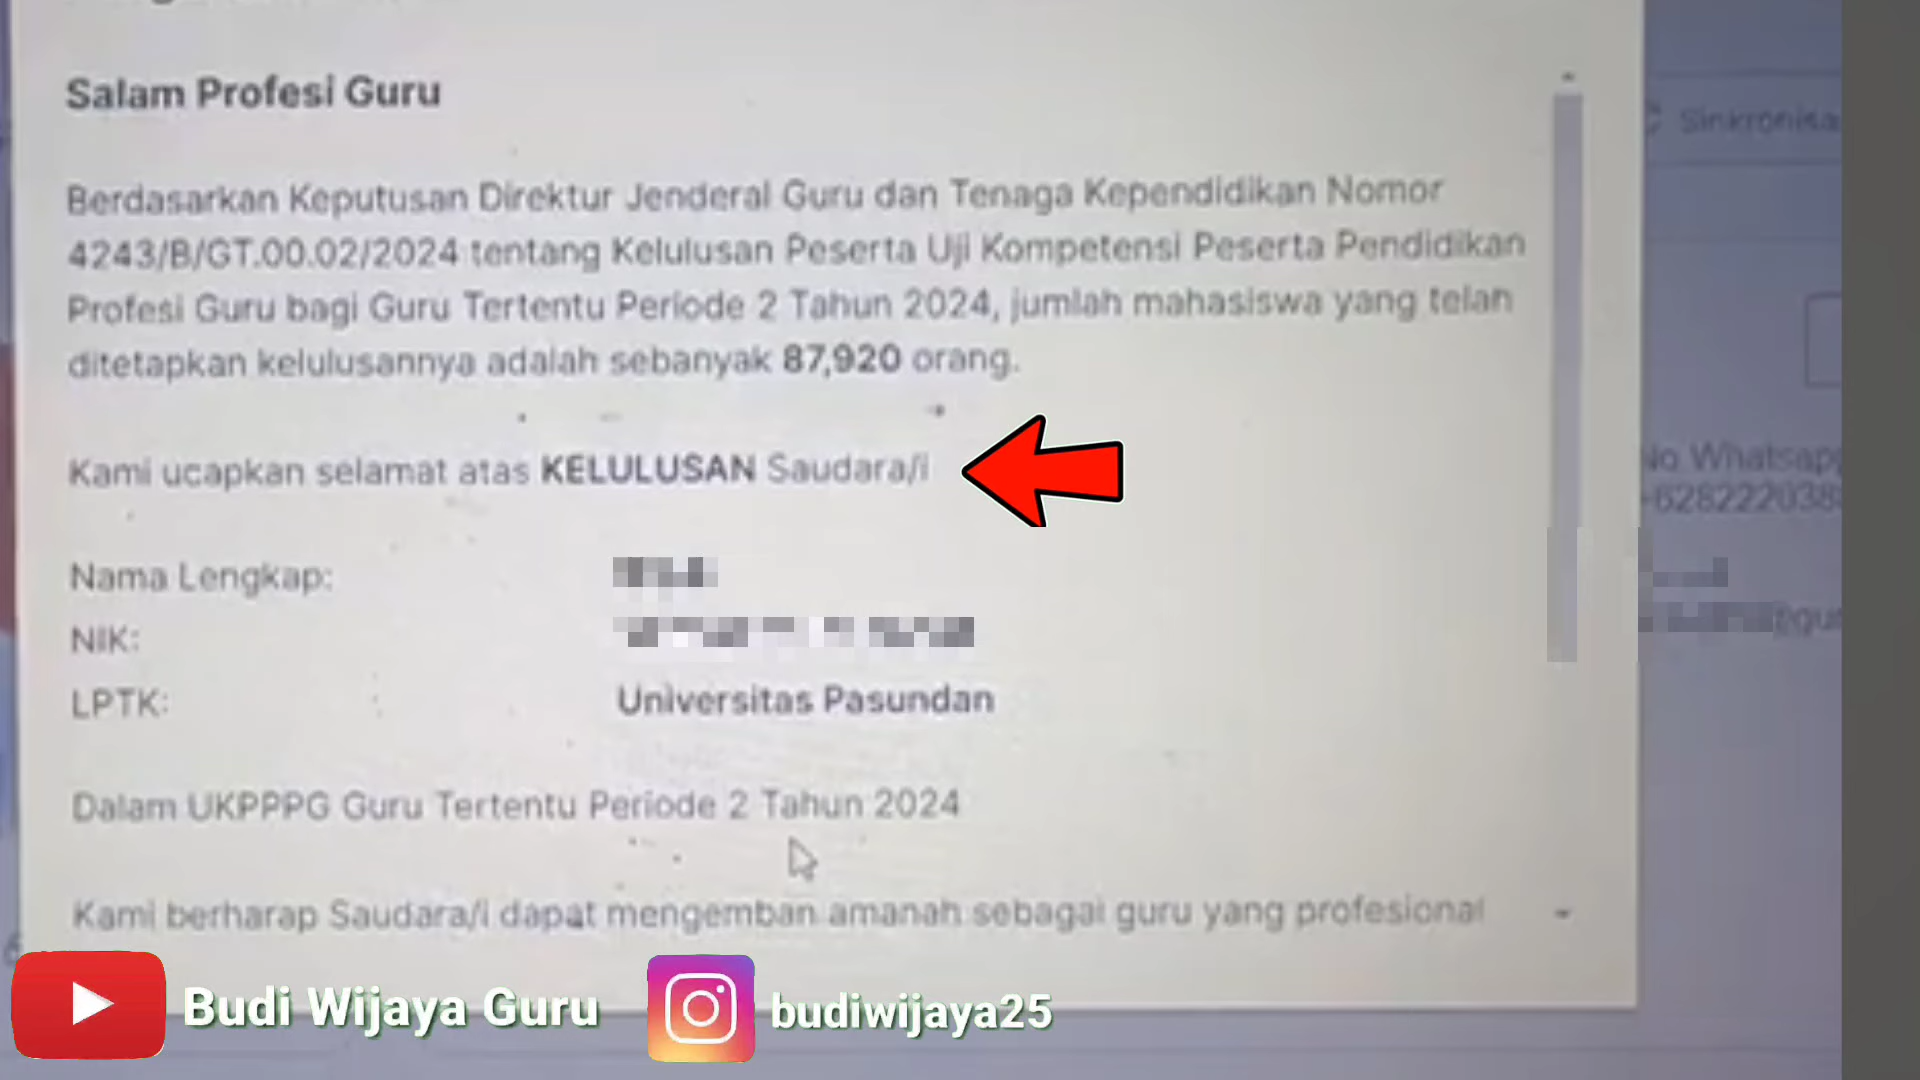 Salam Profesi Guru
Sinkronisa
Berdasarkan Keputusan Direktur Jenderal Guru dan Tenaga Kependidikan Nomor
4243/B/GT.00.02/2024 tentang Kelulusan Peserta Uji Kompetensi Peserta Pendidikan
Profesi Guru bagi Guru Tertentu Periode 2 Tahun 2024, jumlah mahasiswa yang telah
ditetapkan kelulusannya adalah sebanyak 87,920 orang.
Kami ucapkan selamat atas KELULUSAN Saudara/i
No Whatsapp
Nama Lengkap:
NIK:
LPTK: Universitas Pasundan
Dalam UKPPPG Guru Tertentu Periode 2 Tahun 2024
Kami berharap Saudara/i dapat mengemban amanah sebagai guru yang profesional
Budi Wijaya Guru
budiwijaya25